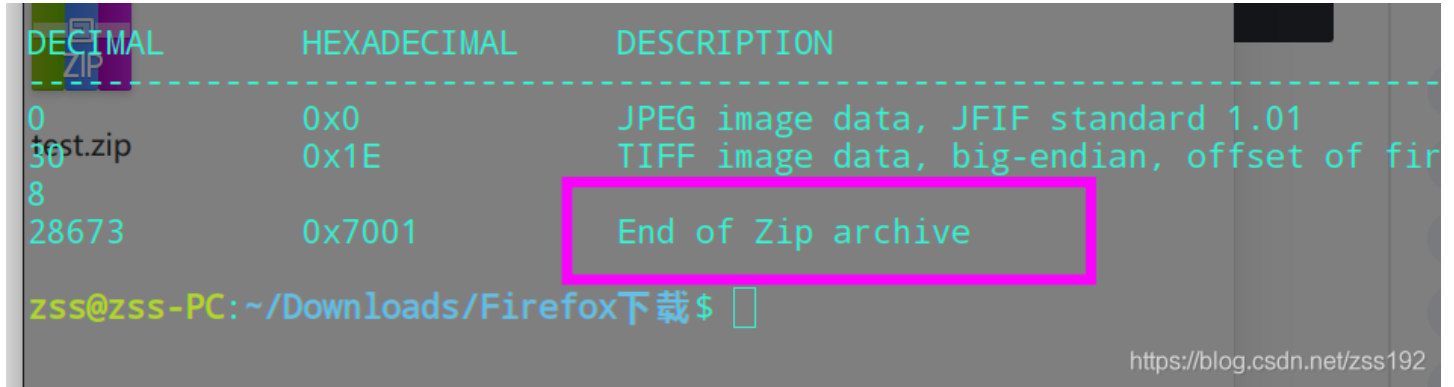 DECIMAL HEXADECIMAL DESCRIPTION
ZIP
--------------------------------------------------------------------------------
0 0x0 JPEG image data, JFIF standard 1.01
test.zip
30 0x1E TIFF image data, big-endian, offset of fir
8
28673 0x7001 End of Zip archive
zss@zss-PC:~/Downloads/Firefox下载$
https://blog.csdn.net/zss192